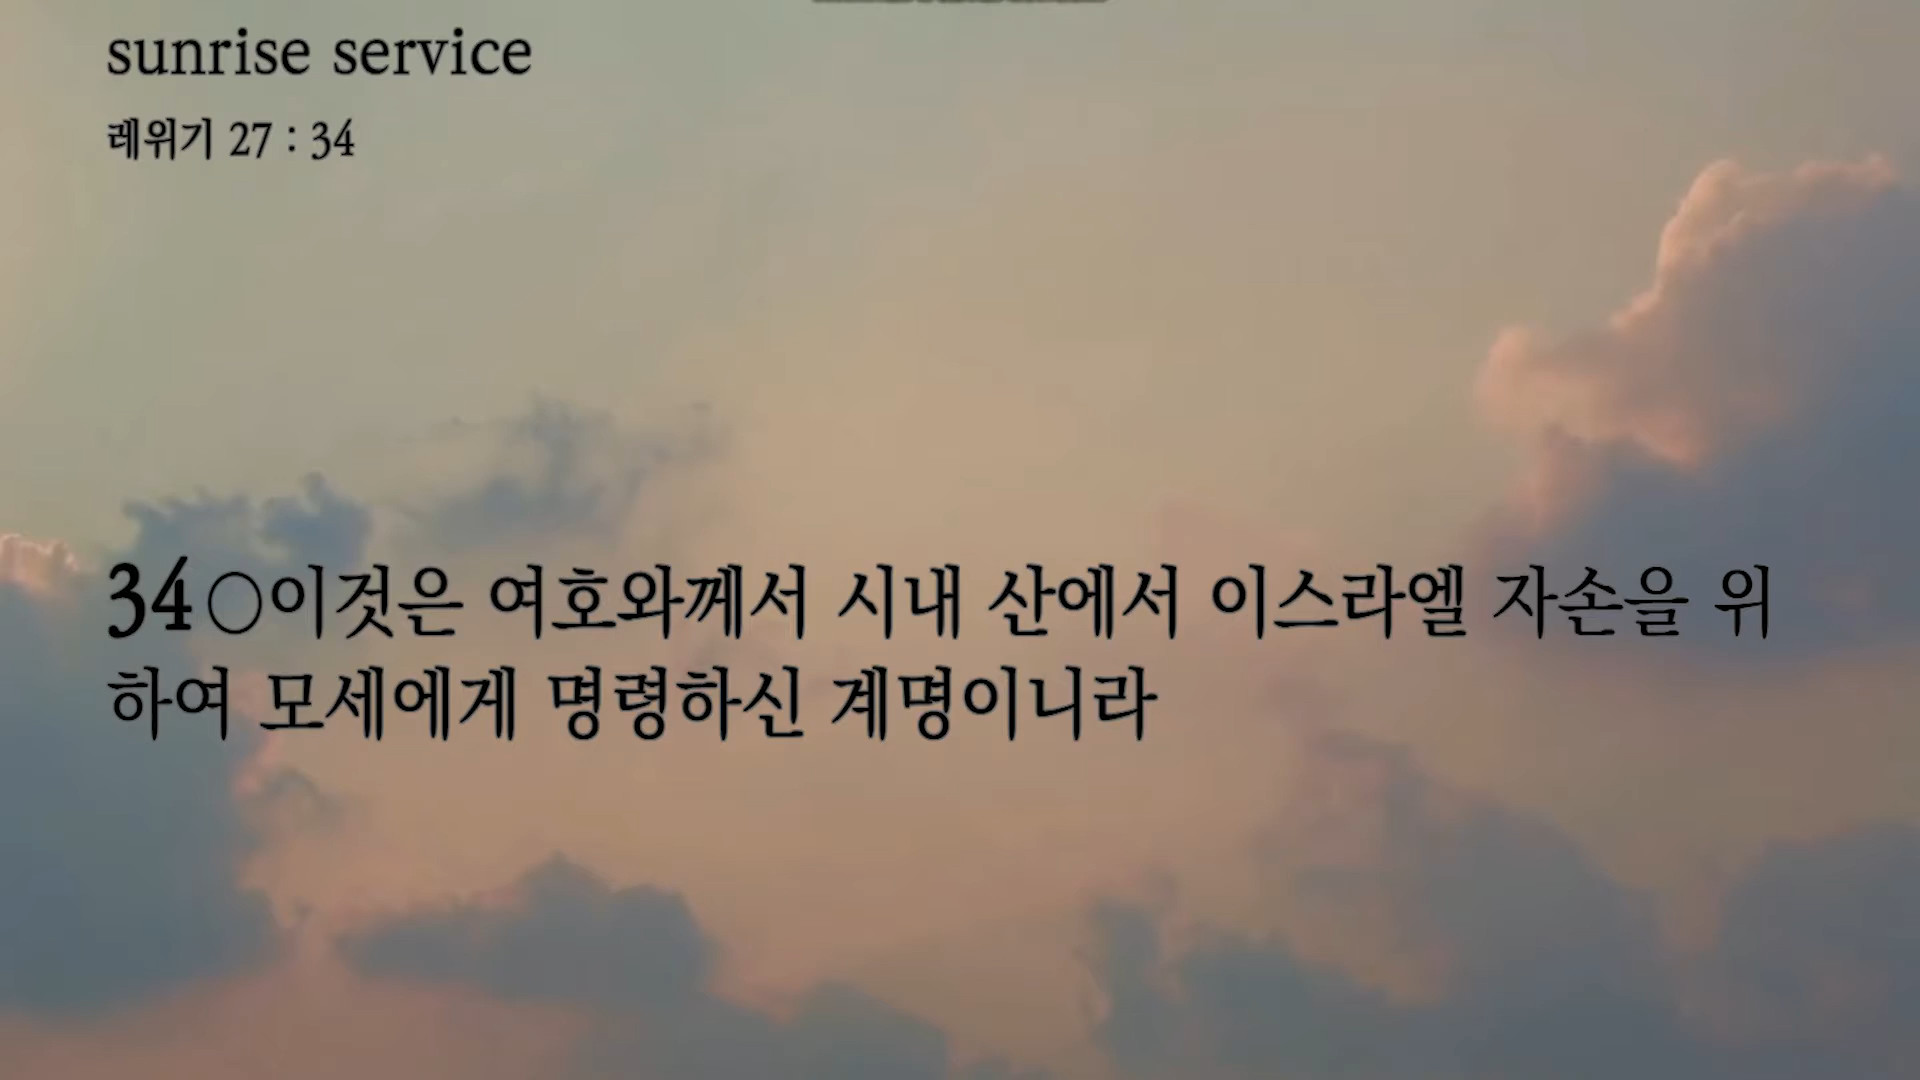 sunrise service
레위기 27 : 34
34○이것은 여호와께서 시내 산에서 이스라엘 자손을 위
하여 모세에게 명령하신 계명이니라